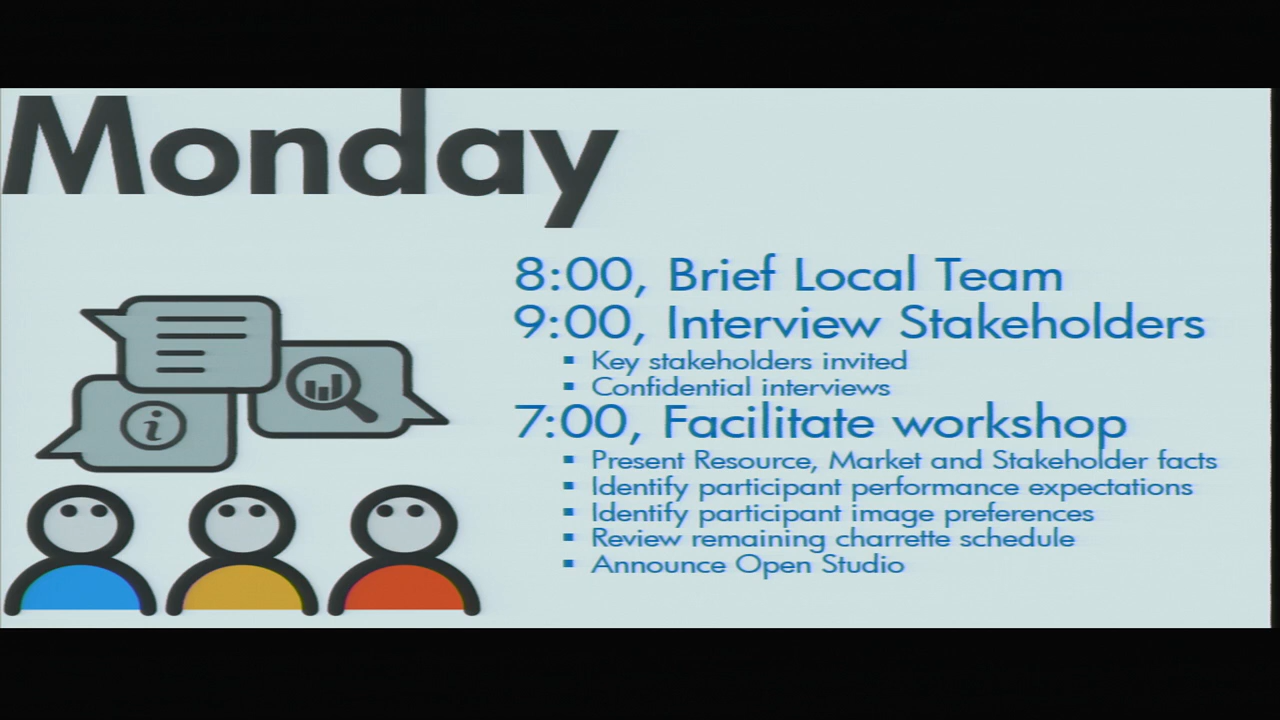 Monday
8:00, Brief Local Team
9:00, Interview Stakeholders
▪ Key stakeholders invited
▪ Confidential interviews
7:00, Facilitate workshop
▪ Present Resource, Market and Stakeholder facts
▪ Identify participant performance expectations
▪ Identify participant image preferences
▪ Review remaining charrette schedule
▪ Announce Open Studio
i